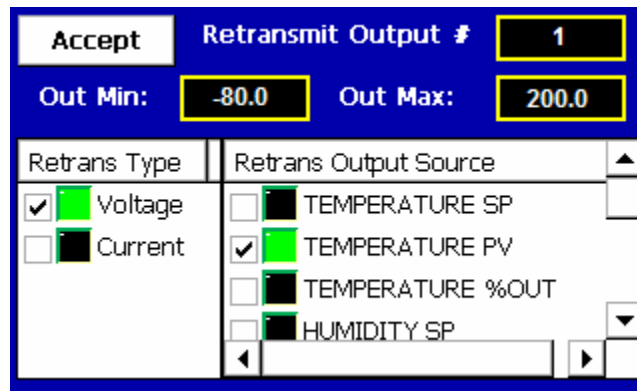 Accept Retransmit Output # 1
Out Min: -80.0 Out Max: 200.0
Retrans Type Retrans Output Source
Voltage TEMPERATURE SP
Current TEMPERATURE PV
TEMPERATURE %OUT
HUMIDITY SP